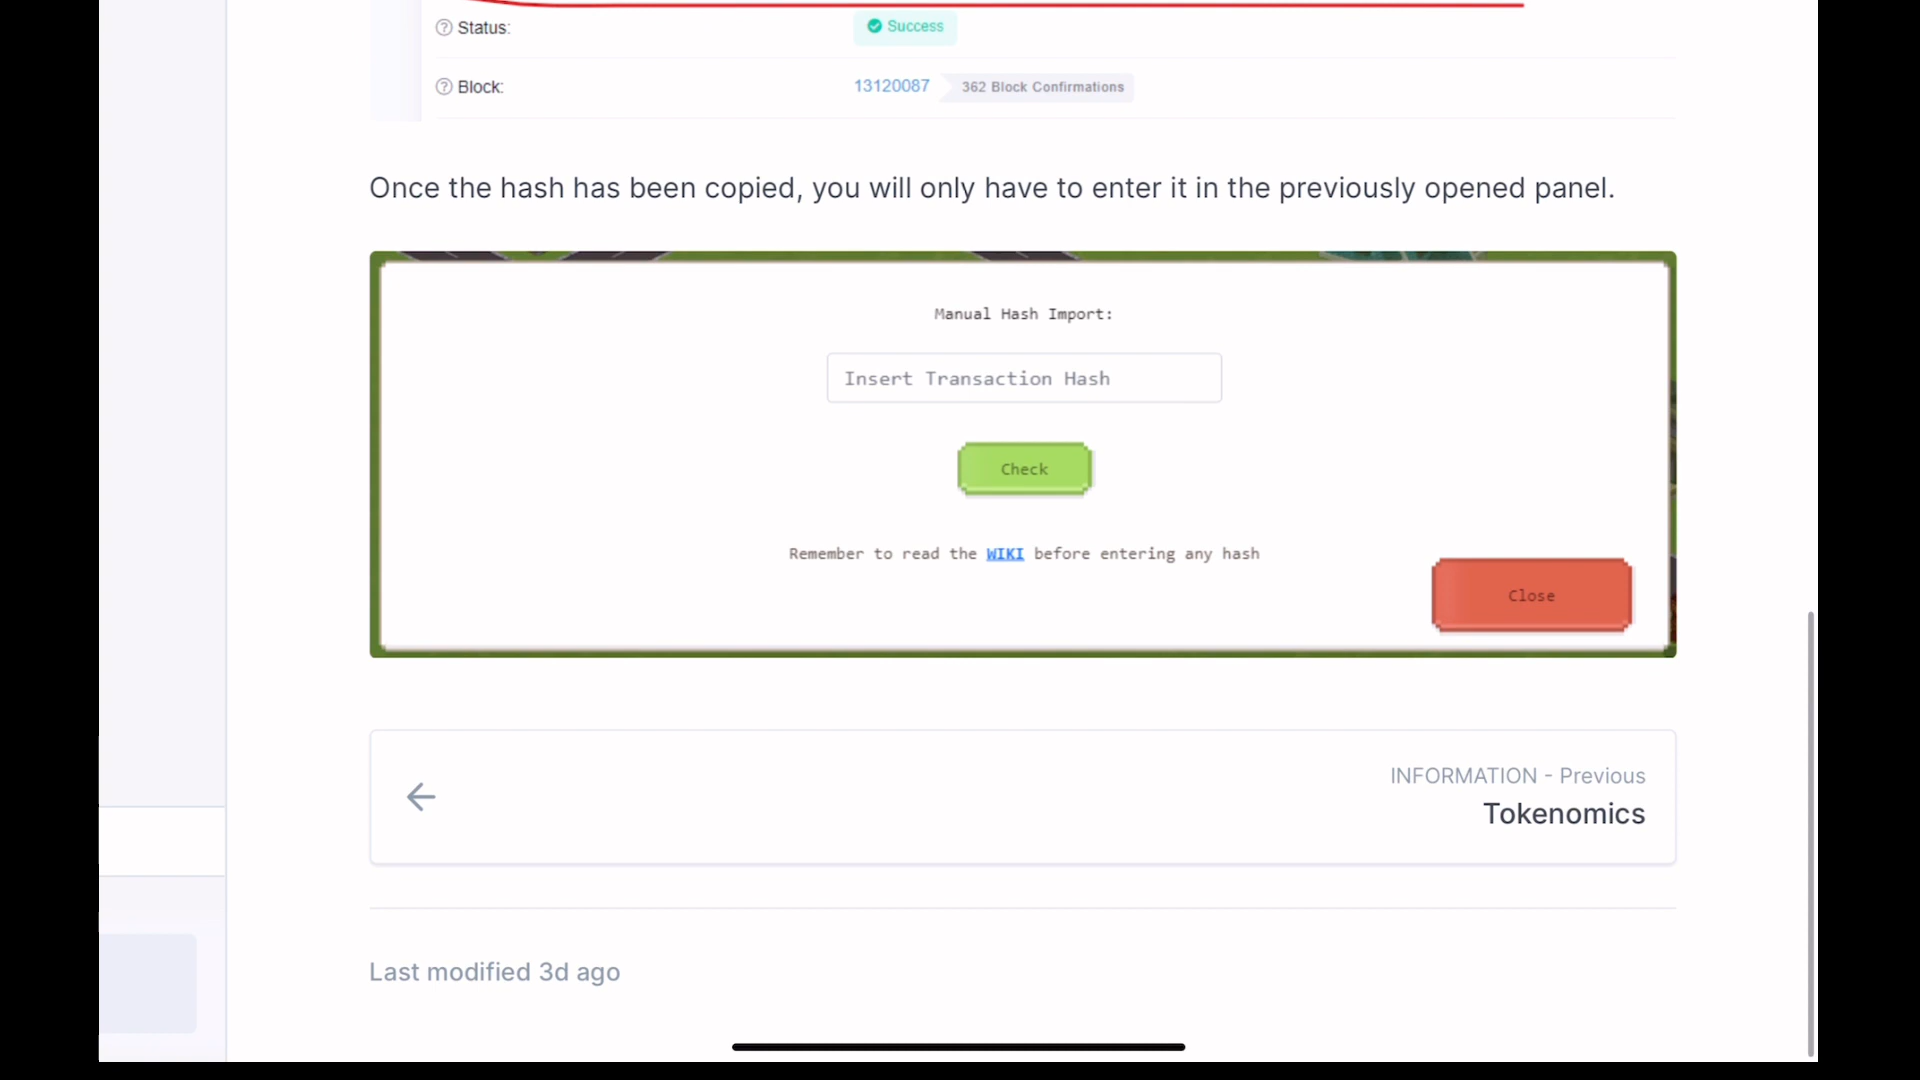 Status:
Success
Block:
13120087
362 Block Confirmations
Once the hash has been copied, you will only have to enter it in the previously opened panel.
Manual Hash Import:
Insert Transaction Hash
Check
Remember to read the WIKI before entering any hash
Close
INFORMATION - Previous
Tokenomics
Last modified 3d ago